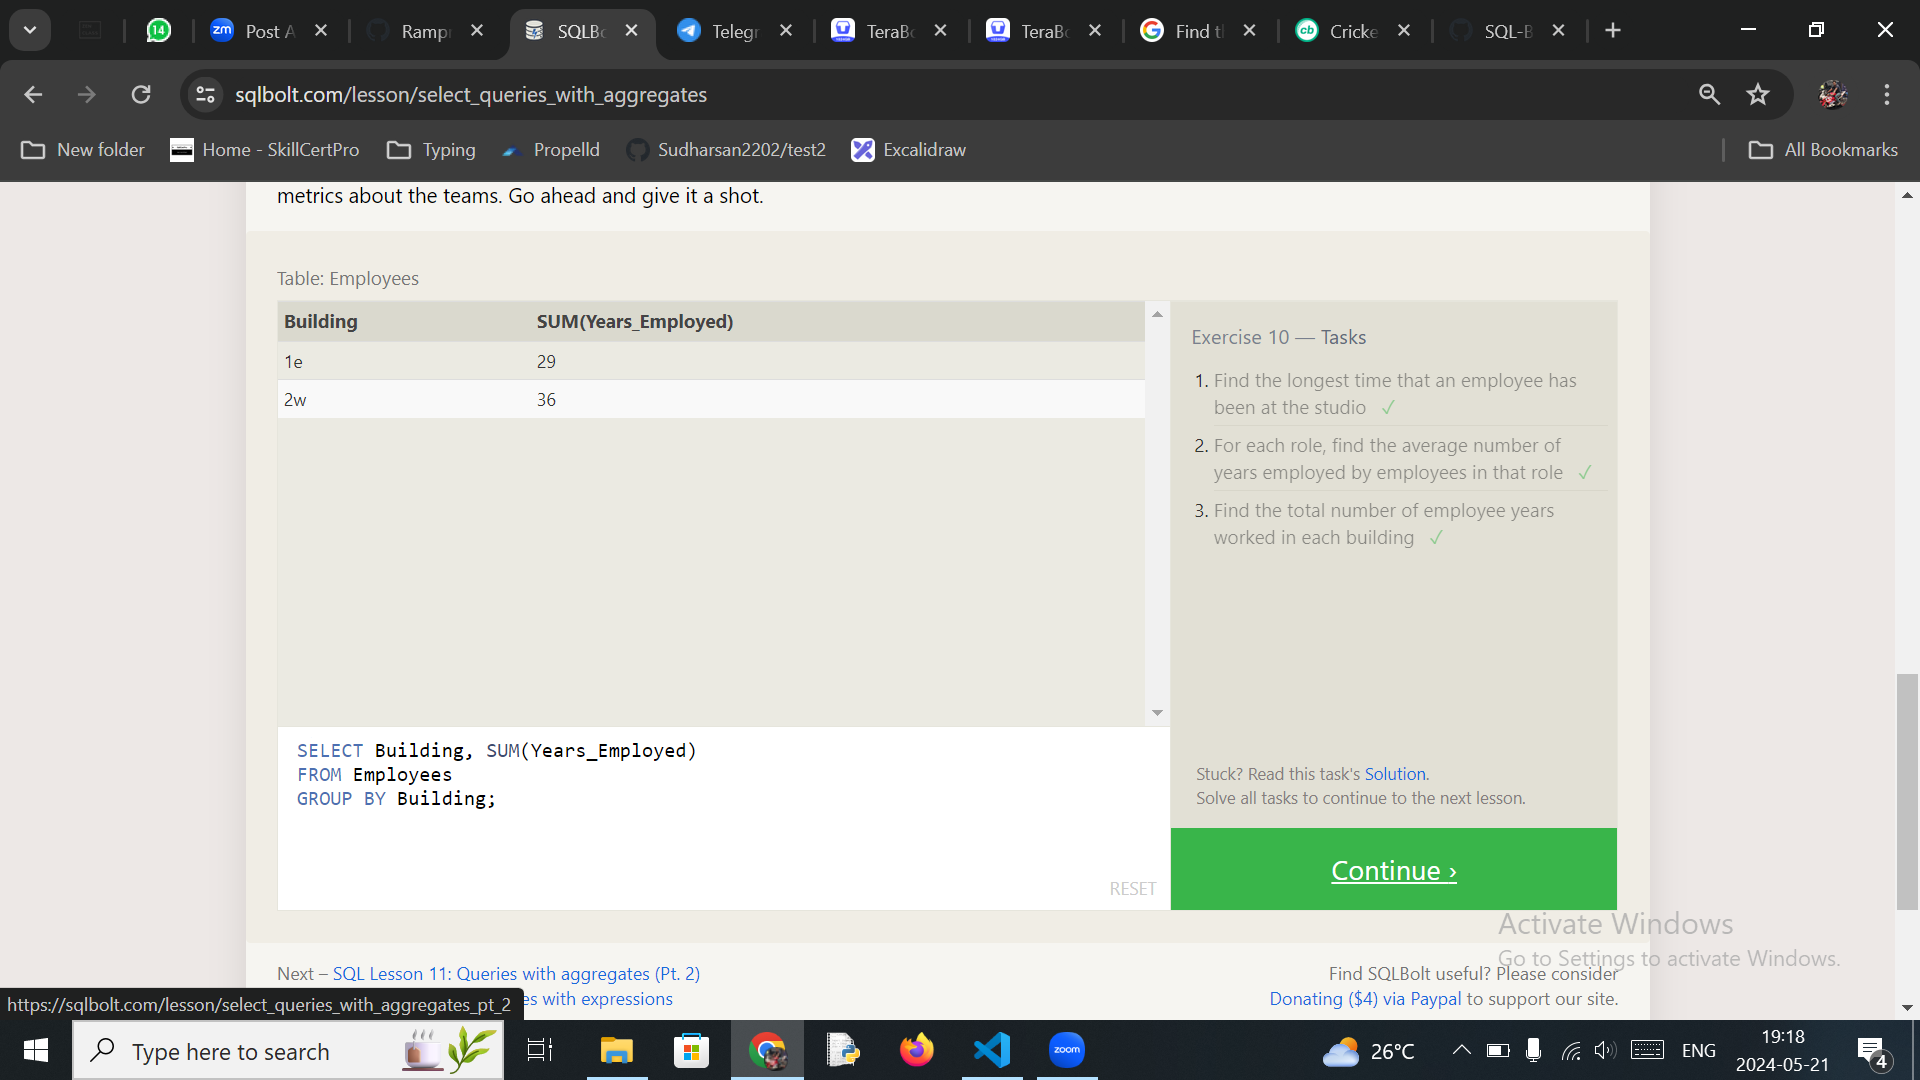 14
zm Post A
Rampr
SQLBo
Telegr
TeraBo
TeraBo
Find th
cb Cricke
SQL-B
sqlbolt.com/lesson/select_queries_with_aggregates
New folder
Home - SkillCertPro
Typing
Propelld
Sudharsan2202/test2
Excalidraw
All Bookmarks
metrics about the teams. Go ahead and give it a shot.
Table: Employees
Building SUM(Years_Employed)
1e 29
2w 36
Exercise 10 — Tasks
1. Find the longest time that an employee has
been at the studio ✓
2. For each role, find the average number of
years employed by employees in that role ✓
3. Find the total number of employee years
worked in each building ✓
SELECT Building, SUM(Years_Employed)
FROM Employees
GROUP BY Building;
RESET
Stuck? Read this task's Solution.
Solve all tasks to continue to the next lesson.
Continue ›
Activate Windows
Go to Settings to activate Windows.
Next – SQL Lesson 11: Queries with aggregates (Pt. 2)
es with expressions
Find SQLBolt useful? Please consider
Donating ($4) via Paypal to support our site.
https://sqlbolt.com/lesson/select_queries_with_aggregates_pt_2
Type here to search
zoom
26°C
ENG
19:18
2024-05-21
4